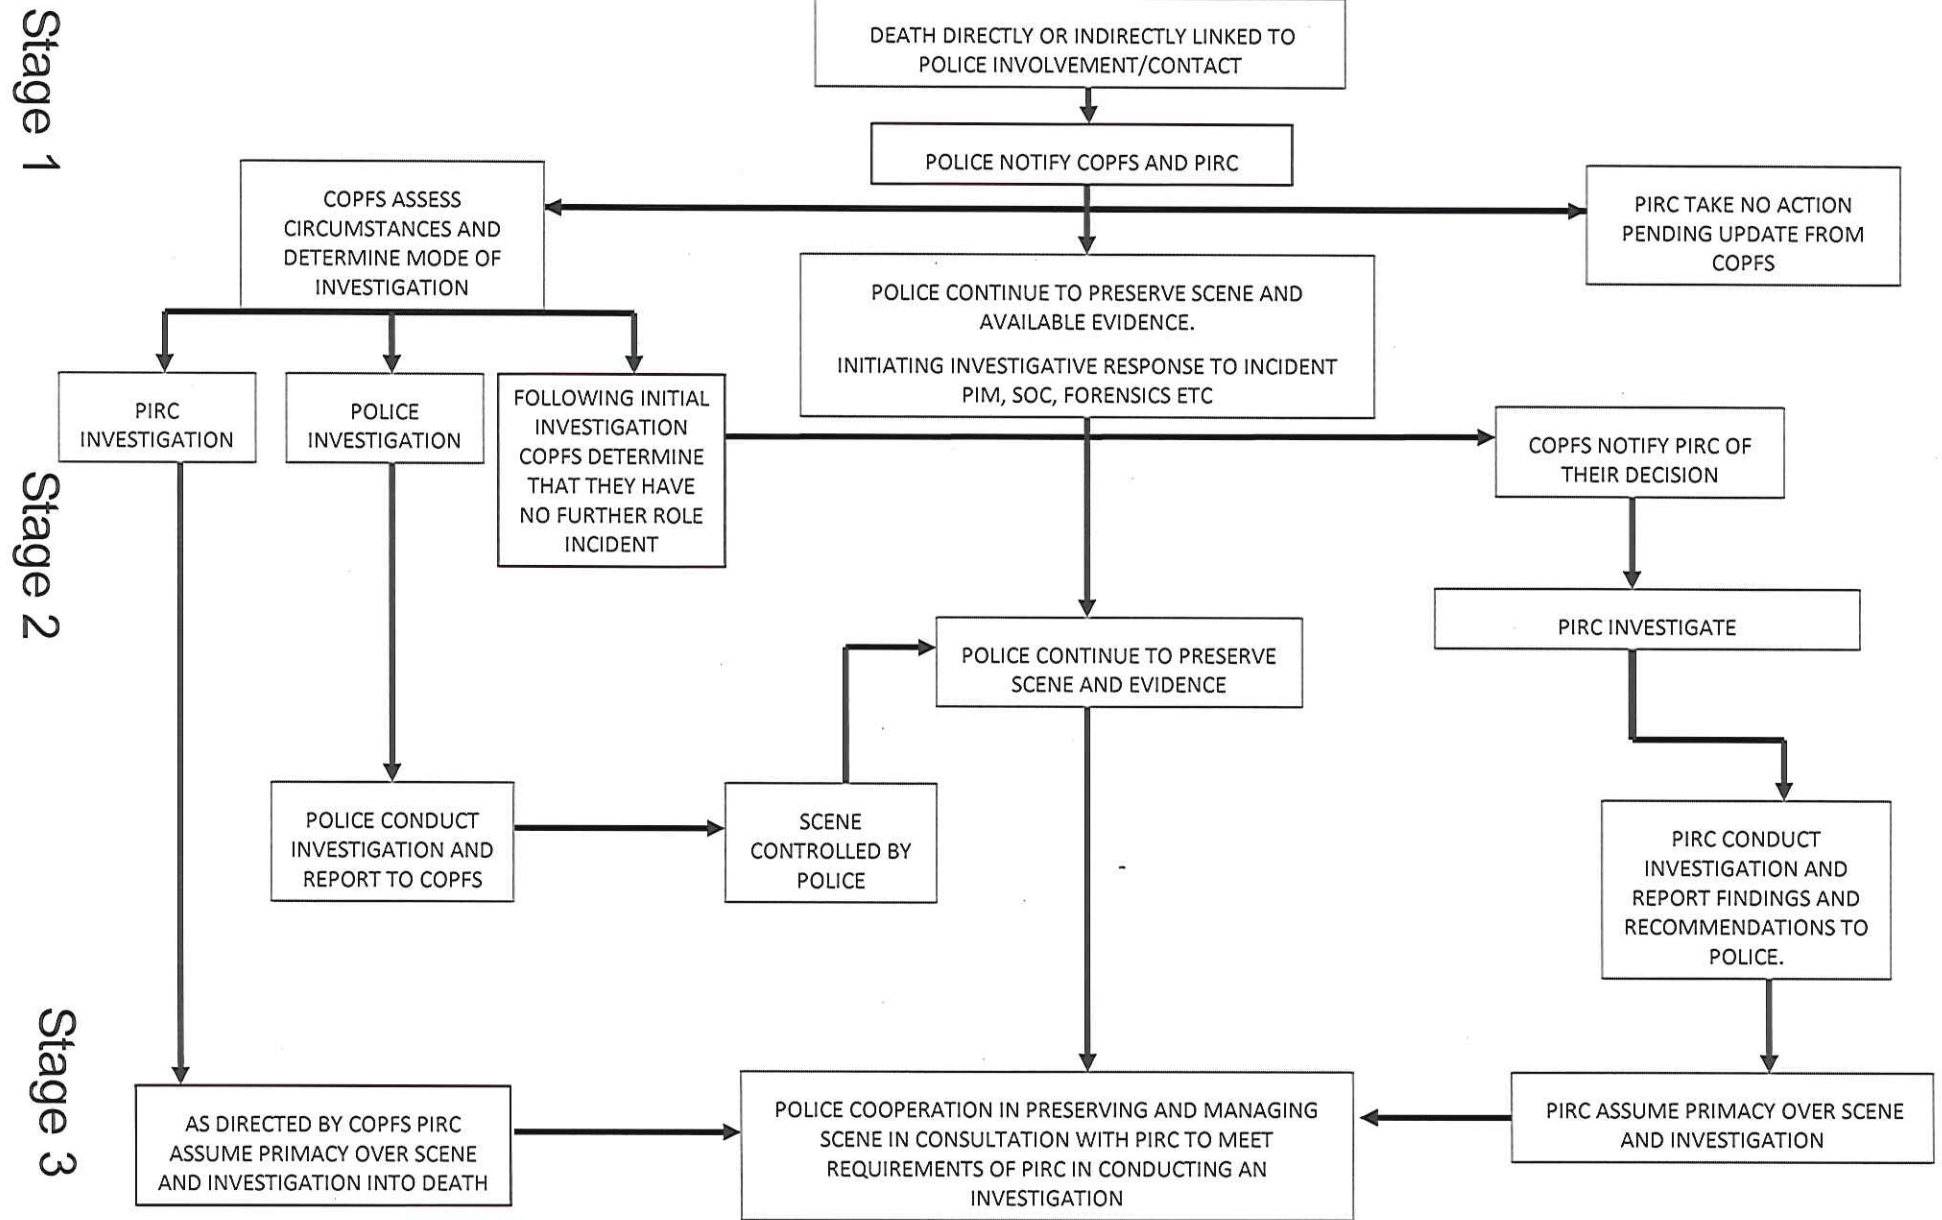 Stage 1
DEATH DIRECTLY OR INDIRECTLY LINKED TO
POLICE INVOLVEMENT/CONTACT
POLICE NOTIFY COPFS AND PIRC
COPFS ASSESS
CIRCUMSTANCES AND
DETERMINE MODE OF
INVESTIGATION
PIRC TAKE NO ACTION
PENDING UPDATE FROM
COPFS
POLICE CONTINUE TO PRESERVE SCENE AND
AVAILABLE EVIDENCE.
INITIATING INVESTIGATIVE RESPONSE TO INCIDENT
PIM, SOC, FORENSICS ETC
Stage 2
PIRC
INVESTIGATION
POLICE
INVESTIGATION
FOLLOWING INITIAL
INVESTIGATION
COPFS DETERMINE
THAT THEY HAVE
NO FURTHER ROLE
INCIDENT
COPFS NOTIFY PIRC OF
THEIR DECISION
PIRC INVESTIGATE
POLICE CONTINUE TO PRESERVE
SCENE AND EVIDENCE
POLICE CONDUCT
INVESTIGATION AND
REPORT TO COPFS
SCENE
CONTROLLED BY
POLICE
PIRC CONDUCT
INVESTIGATION AND
REPORT FINDINGS AND
RECOMMENDATIONS TO
POLICE.
Stage 3
AS DIRECTED BY COPFS PIRC
ASSUME PRIMACY OVER SCENE
AND INVESTIGATION INTO DEATH
POLICE COOPERATION IN PRESERVING AND MANAGING
SCENE IN CONSULTATION WITH PIRC TO MEET
REQUIREMENTS OF PIRC IN CONDUCTING AN
INVESTIGATION
PIRC ASSUME PRIMACY OVER SCENE
AND INVESTIGATION